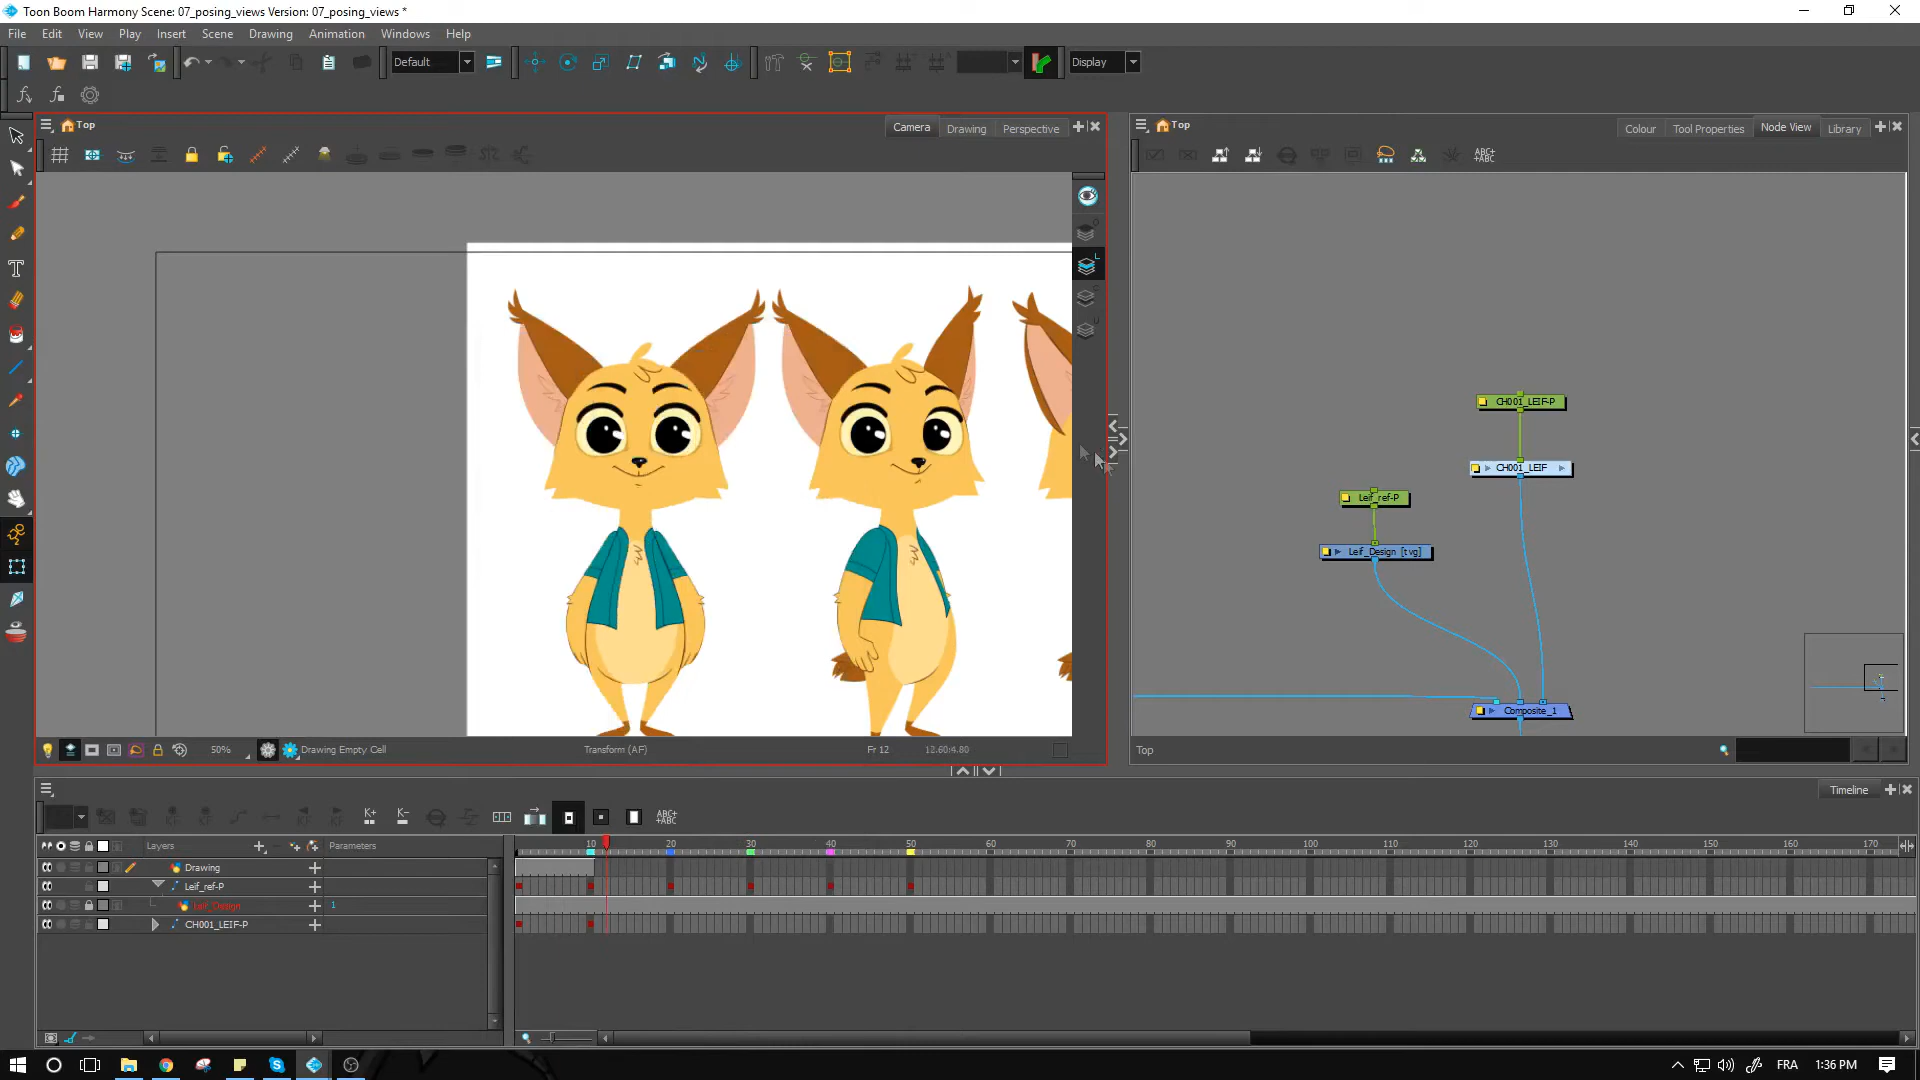 Toon Boom Harmony Scene: 07_posing_views Version: 07_posing_views *
File Edit View Play Insert Scene Drawing Animation Windows Help
Default
Display
Top
Camera Drawing Perspective
Top
Colour Tool Properties Node View Library
ABC+
+ABC
CH001_LEIF-P
CH001_LEIF
Leif_ref-P
Leif_Design [tvg]
Composite_1
50% Drawing Empty Cell Transform (AF) Fr 12 12.60:4.80
Top
Timeline
ABC+
+ABC
Layers Parameters
10 20 30 40 50 60 70 80 90 100 110 120 130 140 150 160 170
Drawing
Leif_ref-P
Leif_Design 1
CH001_LEIF-P
FRA 1:36 PM